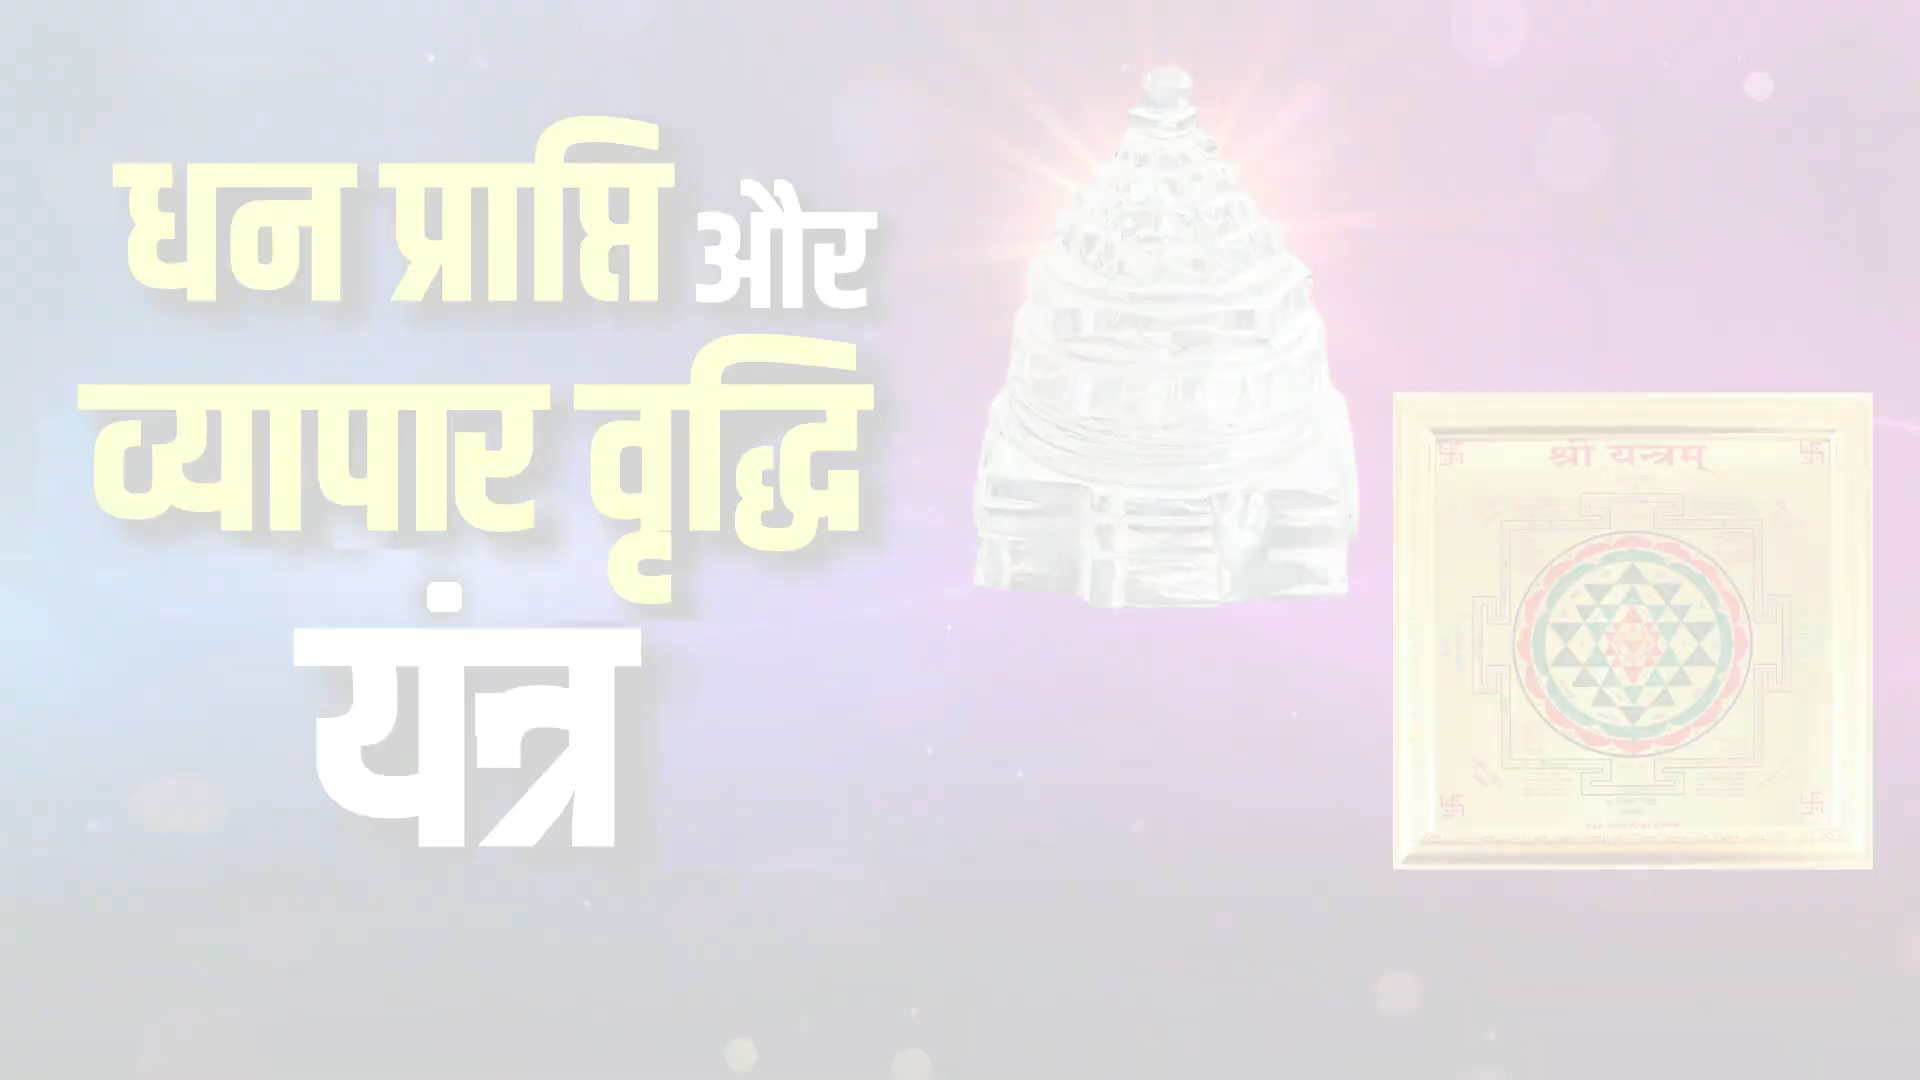 धन प्राप्ति और
व्यापार वृद्धि
यंत्र
श्री यन्त्रम्